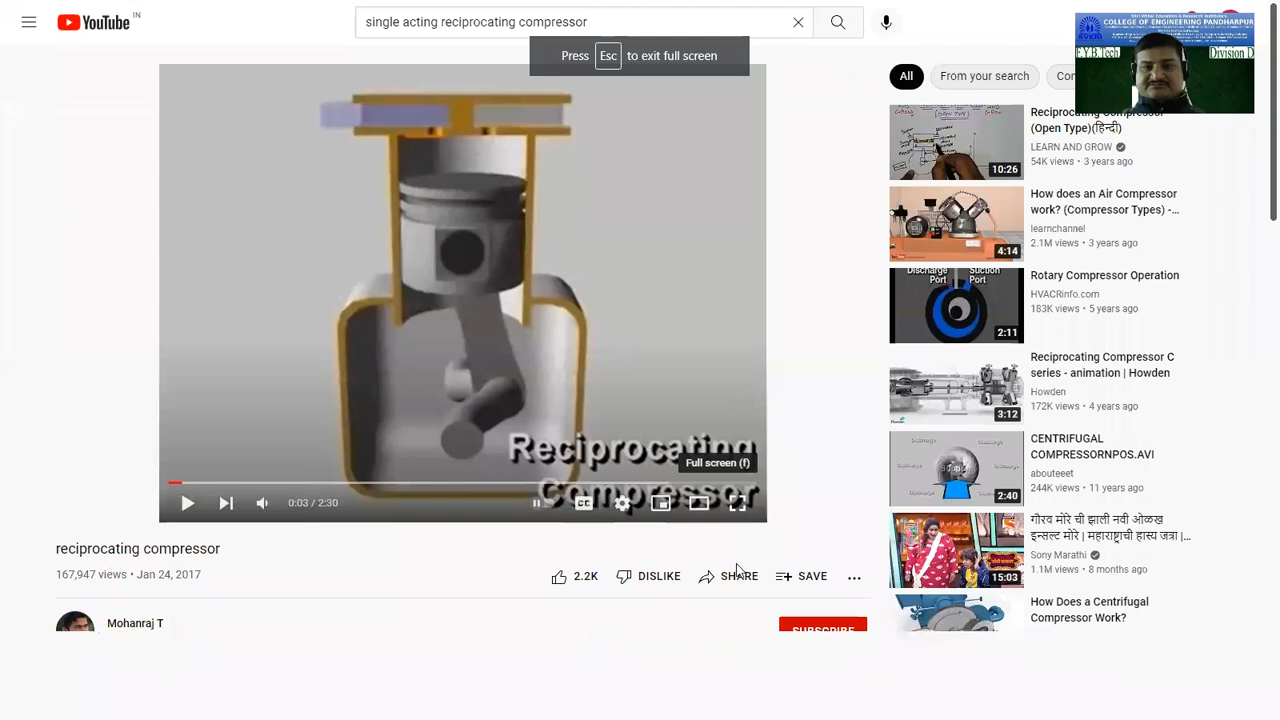 YouTube IN
single acting reciprocating compressor
Press Esc to exit full screen
COLLEGE OF ENGINEERING PANDHARPUR
F.Y.B Tech
Division D
All
From your search
Reciprocating
Compressor
Full screen (f)
0:03 / 2:30
reciprocating compressor
167,947 views • Jan 24, 2017
2.2K
DISLIKE
SHARE
SAVE
Mohanraj T
SUBSCRIBE
Reciprocating Compressor
(Open Type)(हिन्दी)
LEARN AND GROW
54K views • 3 years ago
10:26
How does an Air Compressor
work? (Compressor Types) -...
learnchannel
2.1M views • 3 years ago
4:14
Discharge Port
Suction Port
Rotary Compressor Operation
HVACRinfo.com
183K views • 5 years ago
2:11
Reciprocating Compressor C
series - animation | Howden
Howden
172K views • 4 years ago
3:12
CENTRIFUGAL
COMPRESSORNPOS.AVI
abouteeet
244K views • 11 years ago
2:40
गौरव मोरे ची झाली नवी ओळख
इन्सल्ट मोरे | महाराष्ट्राची हास्य जत्रा |...
Sony Marathi
1.1M views • 8 months ago
15:03
How Does a Centrifugal
Compressor Work?